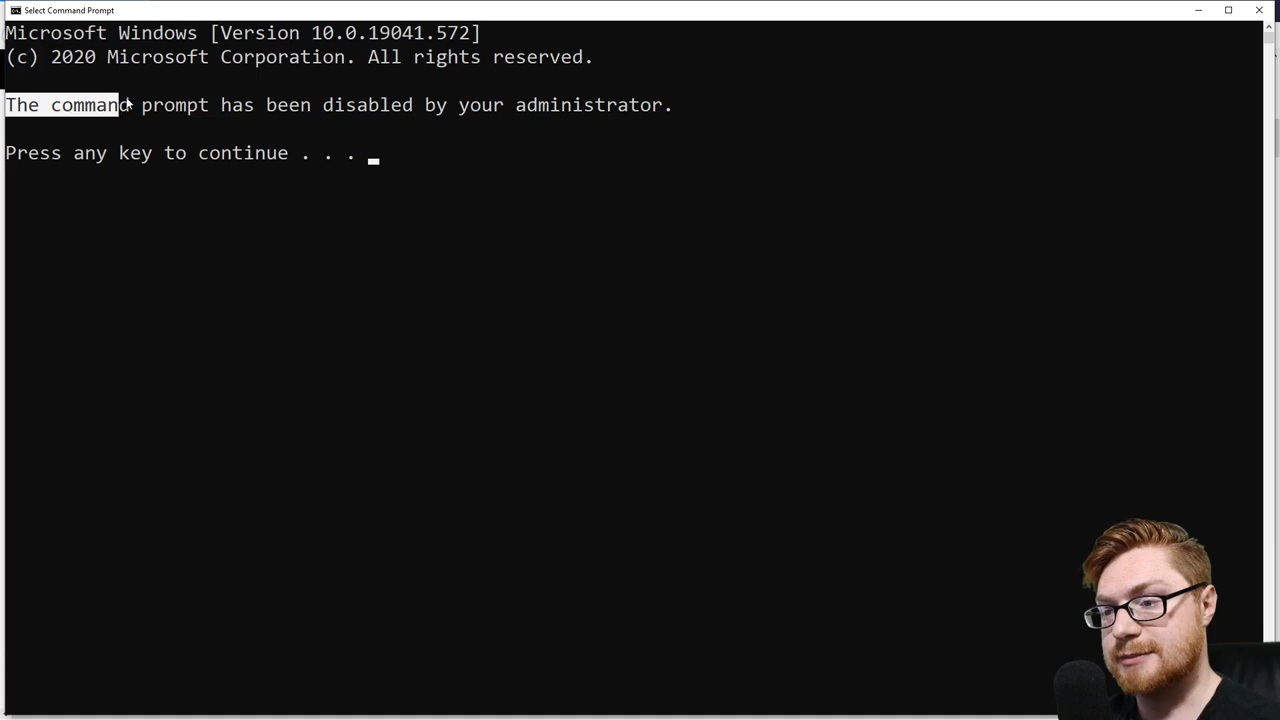 Select Command Prompt
Microsoft Windows [Version 10.0.19041.572]
(c) 2020 Microsoft Corporation. All rights reserved.
The command prompt has been disabled by your administrator.
Press any key to continue . . .